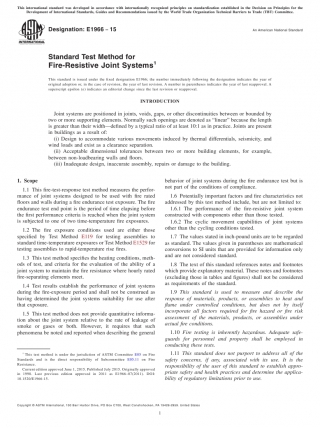 This international standard was developed in accordance with internationally recognized principles on standardization established in the Decision on Principles for the
Development of International Standards, Guides and Recommendations issued by the World Trade Organization Technical Barriers to Trade (TBT) Committee.
Designation: E1966 − 15
An American National Standard
INTERNATIONAL
Standard Test Method for
Fire-Resistive Joint Systems1
This standard is issued under the fixed designation E1966; the number immediately following the designation indicates the year of
original adoption or, in the case of revision, the year of last revision. A number in parentheses indicates the year of last reapproval. A
superscript epsilon (ε) indicates an editorial change since the last revision or reapproval.
INTRODUCTION
Joint systems are positioned in joints, voids, gaps, or other discontinuities between or bounded by
two or more supporting elements. Normally such openings are denoted as "linear" because the length
is greater than their width—defined by a typical ratio of at least 10:1 as in practice. Joints are present
in buildings as a result of:
(i) Design to accommodate various movements induced by thermal differentials, seismicity, and
wind loads and exist as a clearance separation.
(ii) Acceptable dimensional tolerances between two or more building elements, for example,
between non-loadbearing walls and floors.
(iii) Inadequate design, inaccurate assembly, repairs or damage to the building.
1. Scope
1.1 This fire-test-response test method measures the perfor-
mance of joint systems designed to be used with fire rated
floors and walls during a fire endurance test exposure. The fire
endurance test end point is the period of time elapsing before
the first performance criteria is reached when the joint system
is subjected to one of two time-temperature fire exposures.
1.2 The fire exposure conditions used are either those
specified by Test Method E119 for testing assemblies to
standard time-temperature exposures or Test Method E1529 for
testing assemblies to rapid-temperature rise fires.
1.3 This test method specifies the heating conditions, meth-
ods of test, and criteria for the evaluation of the ability of a
joint system to maintain the fire resistance where hourly rated
fire-separating elements meet.
1.4 Test results establish the performance of joint systems
during the fire-exposure period and shall not be construed as
having determined the joint systems suitability for use after
that exposure.
1.5 This test method does not provide quantitative informa-
tion about the joint system relative to the rate of leakage of
smoke or gases or both. However, it requires that such
phenomena be noted and reported when describing the general
behavior of joint systems during the fire endurance test but is
not part of the conditions of compliance.
1.6 Potentially important factors and fire characteristics not
addressed by this test method include, but are not limited to:
1.6.1 The performance of the fire-resistive joint system
constructed with components other than those tested.
1.6.2 The cyclic movement capabilities of joint systems
other than the cycling conditions tested.
1.7 The values stated in inch-pound units are to be regarded
as standard. The values given in parentheses are mathematical
conversions to SI units that are provided for information only
and are not considered standard.
1.8 The text of this standard references notes and footnotes
which provide explanatory material. These notes and footnotes
(excluding those in tables and figures) shall not be considered
as requirements of the standard.
1.9 This standard is used to measure and describe the
response of materials, products, or assemblies to heat and
flame under controlled conditions, but does not by itself
incorporate all factors required for fire hazard or fire risk
assessment of the materials, products, or assemblies under
actual fire conditions.
1.10 Fire testing is inherently hazardous. Adequate safe-
guards for personnel and property shall be employed in
conducting these tests.
1.11 This standard does not purport to address all of the
safety concerns, if any, associated with its use. It is the
responsibility of the user of this standard to establish appro-
priate safety and health practices and determine the applica-
bility of regulatory limitations prior to use.
1 This test method is under the jurisdiction of ASTM Committee E05 on Fire
Standards and is the direct responsibility of Subcommittee E05.11 on Fire
Resistance.
Current edition approved June 1, 2015. Published July 2015. Originally approved
in 1998. Last previous edition approved in 2011 as E1966-07(2011). DOI:
10.1520/E1966-15.
Copyright © ASTM International, 100 Barr Harbor Drive, PO Box C700, West Conshohocken, PA 19428-2959. United States
1